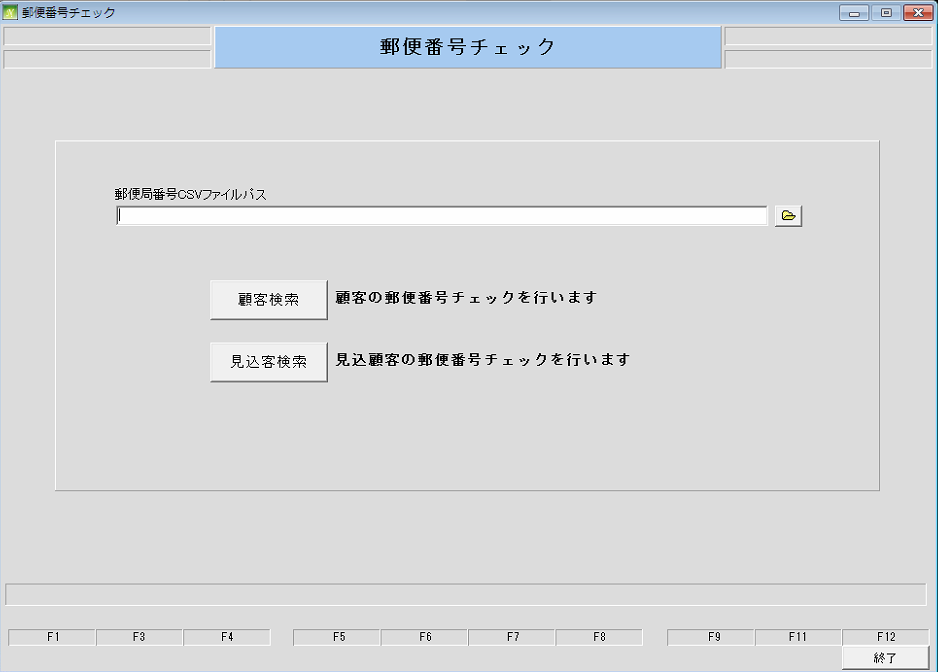 郵便番号チェック
郵便番号チェック
郵便局番号CSVファイルパス
顧客検索 顧客の郵便番号チェックを行います
見込客検索 見込顧客の郵便番号チェックを行います
F1 F3 F4 F5 F6 F7 F8 F9 F11 F12
終了